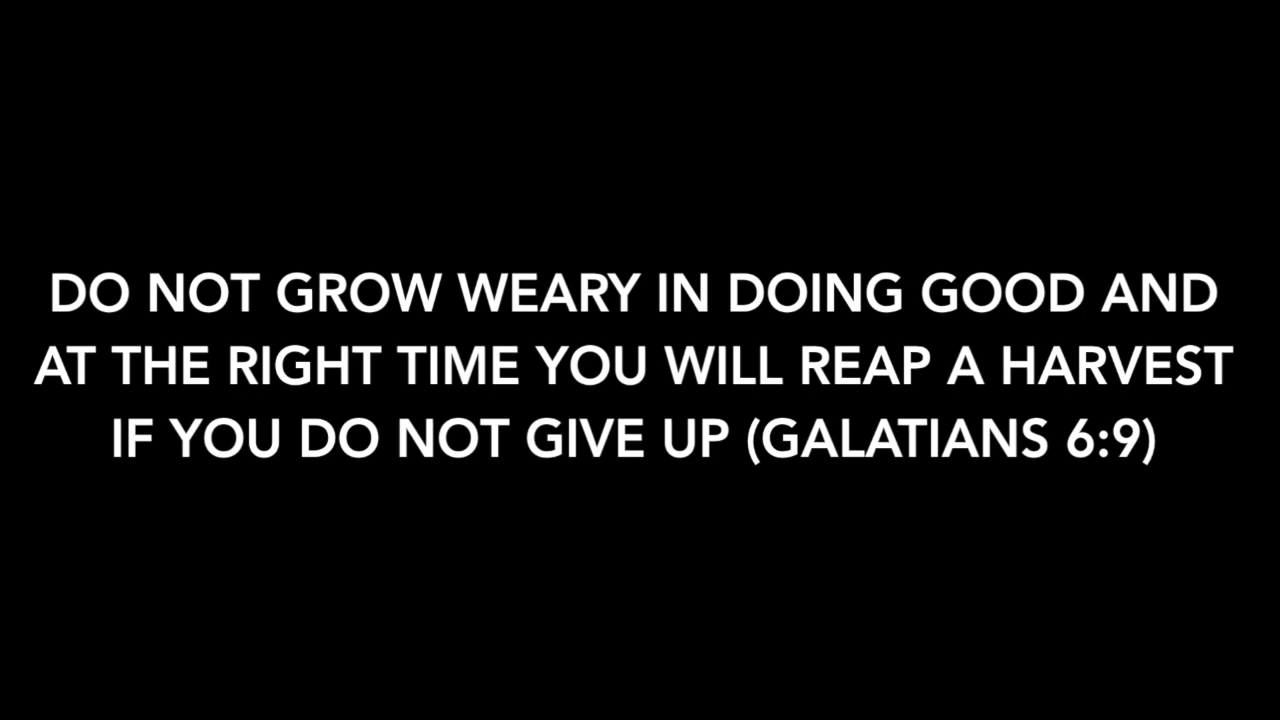 DO NOT GROW WEARY IN DOING GOOD AND
AT THE RIGHT TIME YOU WILL REAP A HARVEST
IF YOU DO NOT GIVE UP (GALATIANS 6:9)